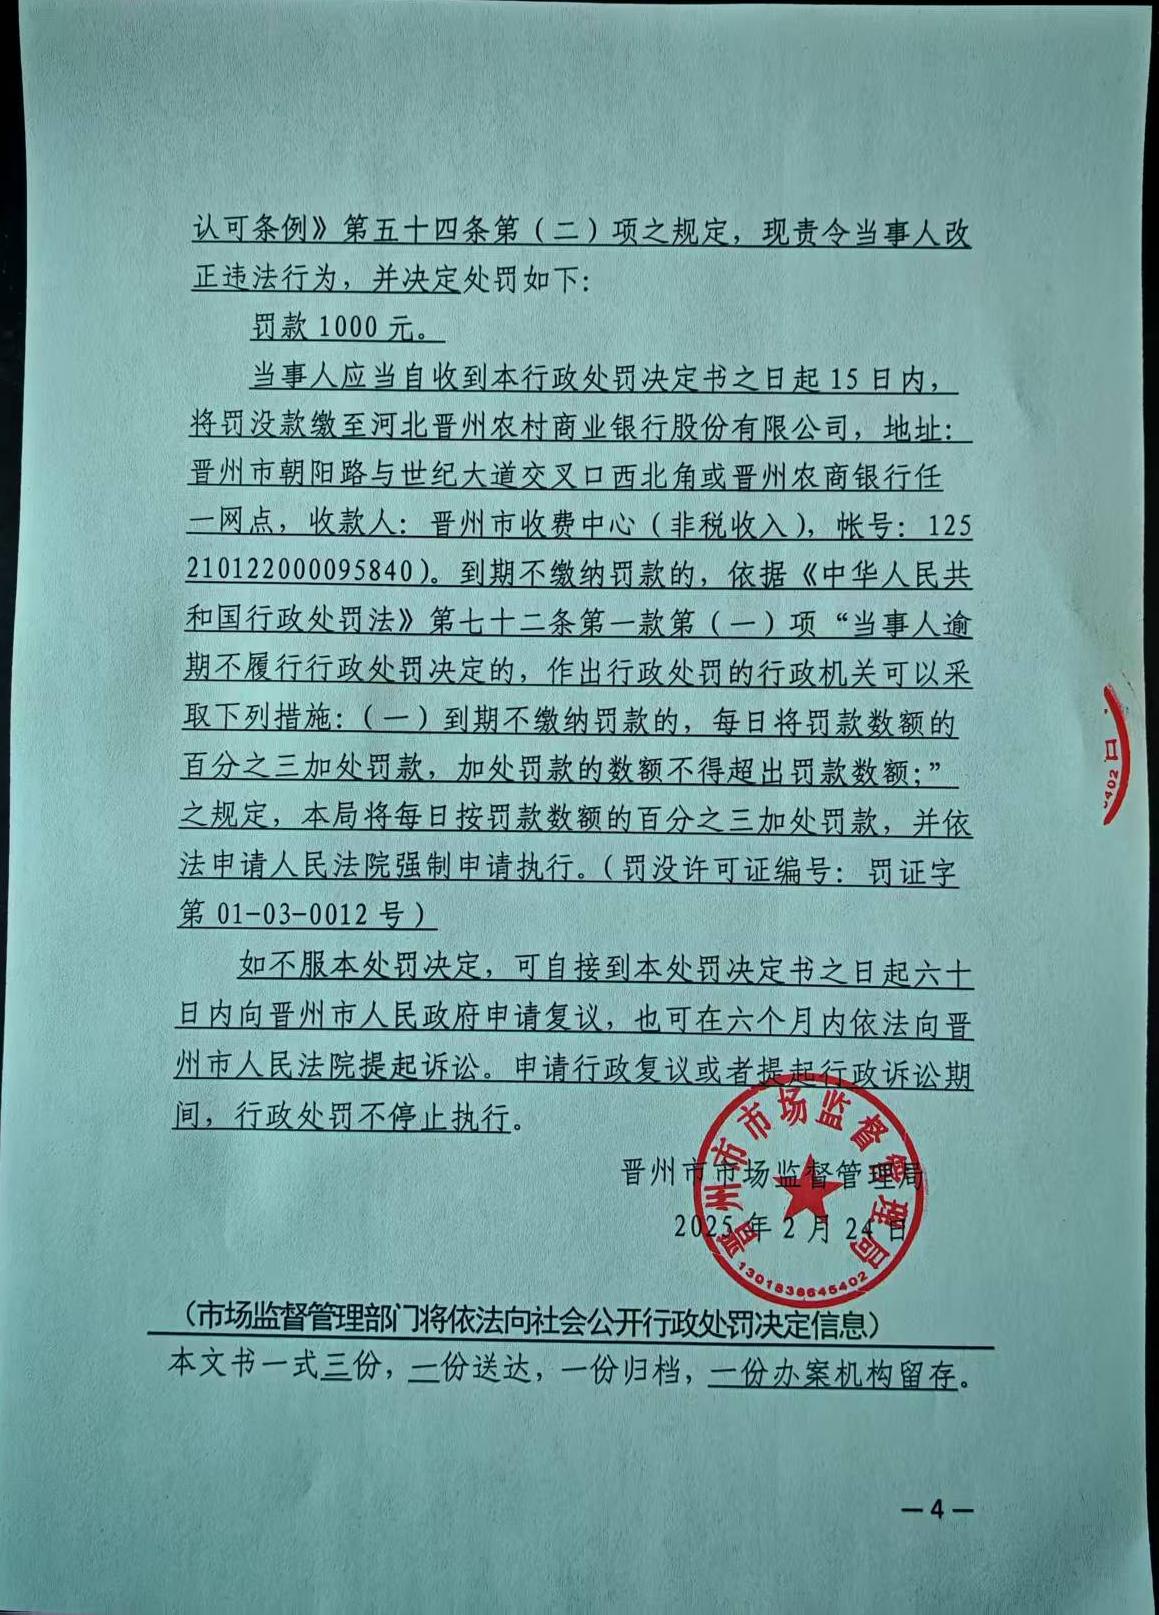 认可条例》第五十四条第（二）项之规定，现责令当事人改
正违法行为，并决定处罚如下：
罚款 1000 元。
当事人应当自收到本行政处罚决定书之日起 15 日内，
将罚没款缴至河北晋州农村商业银行股份有限公司，地址：
晋州市朝阳路与世纪大道交叉口西北角或晋州农商银行任
一网点，收款人：晋州市收费中心（非税收入），帐号：125
210122000095840）。到期不缴纳罚款的，依据《中华人民共
和国行政处罚法》第七十二条第一款第（一）项“当事人逾
期不履行行政处罚决定的，作出行政处罚的行政机关可以采
取下列措施：（一）到期不缴纳罚款的，每日将罚款数额的
百分之三加处罚款，加处罚款的数额不得超出罚款数额；”
之规定，本局将每日按罚款数额的百分之三加处罚款，并依
法申请人民法院强制申请执行。（罚没许可证编号：罚证字
第 01-03-0012 号）
如不服本处罚决定，可自接到本处罚决定书之日起六十
日内向晋州市人民政府申请复议，也可在六个月内依法向晋
州市人民法院提起诉讼。申请行政复议或者提起行政诉讼期
间，行政处罚不停止执行。
晋州市市场监督管理局
2025 年 2 月 24 日
晋州市市场监督管理局
1301838645402
（市场监督管理部门将依法向社会公开行政处罚决定信息）
本文书一式三份，一份送达，一份归档，一份办案机构留存。
—4—